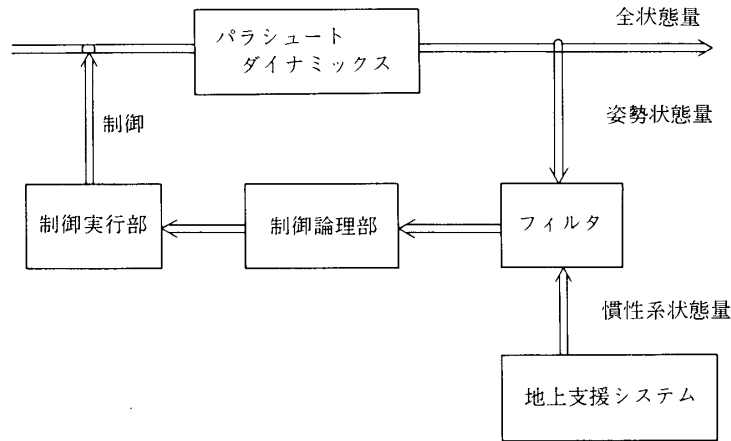 全状態量
パラシュート
ダイナミックス
姿勢状態量
制御
制御実行部
制御論理部
フィルタ
慣性系状態量
地上支援システム